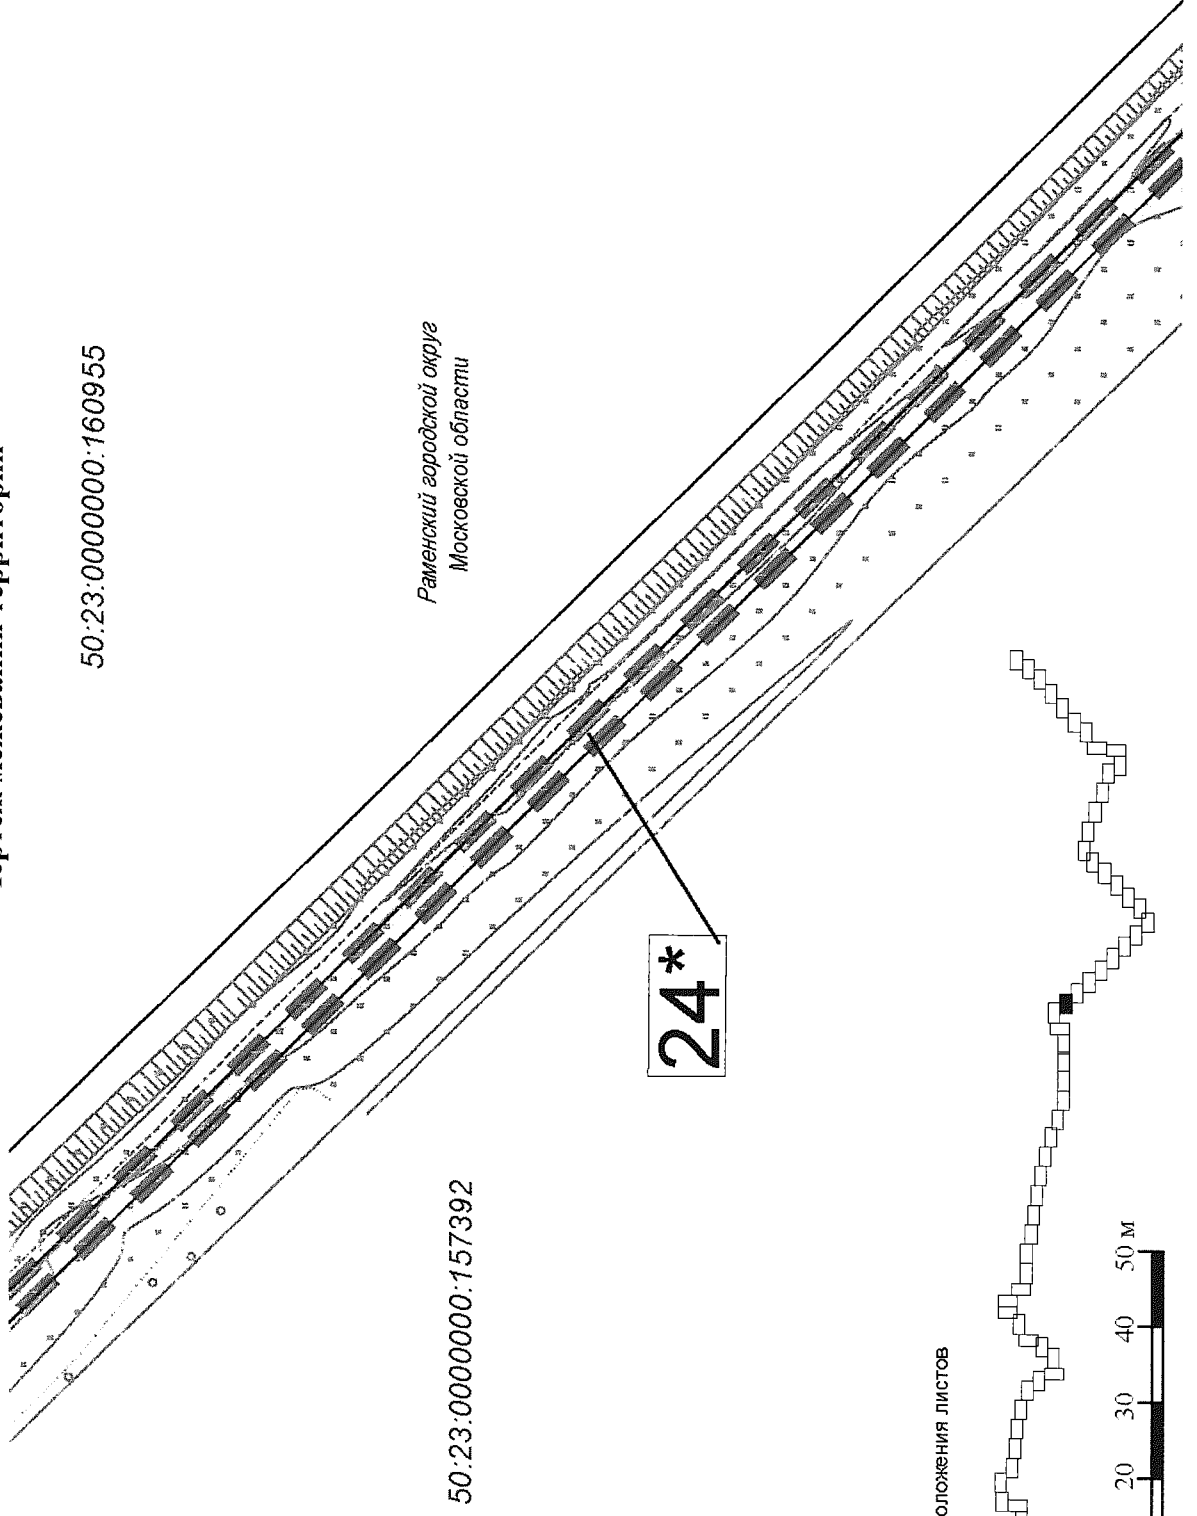 50:23:0000000:160955
Раменский городской округ
Московской области
24*
50:23:0000000:157392
оложения листов
20 30 40 50 м